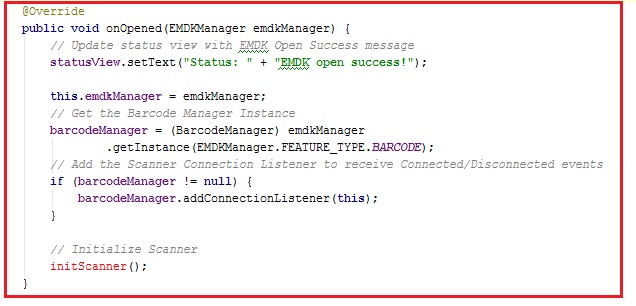 @Override
public void onOpened(EMDKManager emdkManager) {
    // Update status view with EMDK Open Success message
    statusView.setText("Status: " + "EMDK open success!");

    this.emdkManager = emdkManager;
    // Get the Barcode Manager Instance
    barcodeManager = (BarcodeManager) emdkManager
            .getInstance(EMDKManager.FEATURE_TYPE.BARCODE);
    // Add the Scanner Connection Listener to receive Connected/Disconnected events
    if (barcodeManager != null) {
        barcodeManager.addConnectionListener(this);
    }

    // Initialize Scanner
    initScanner();
}